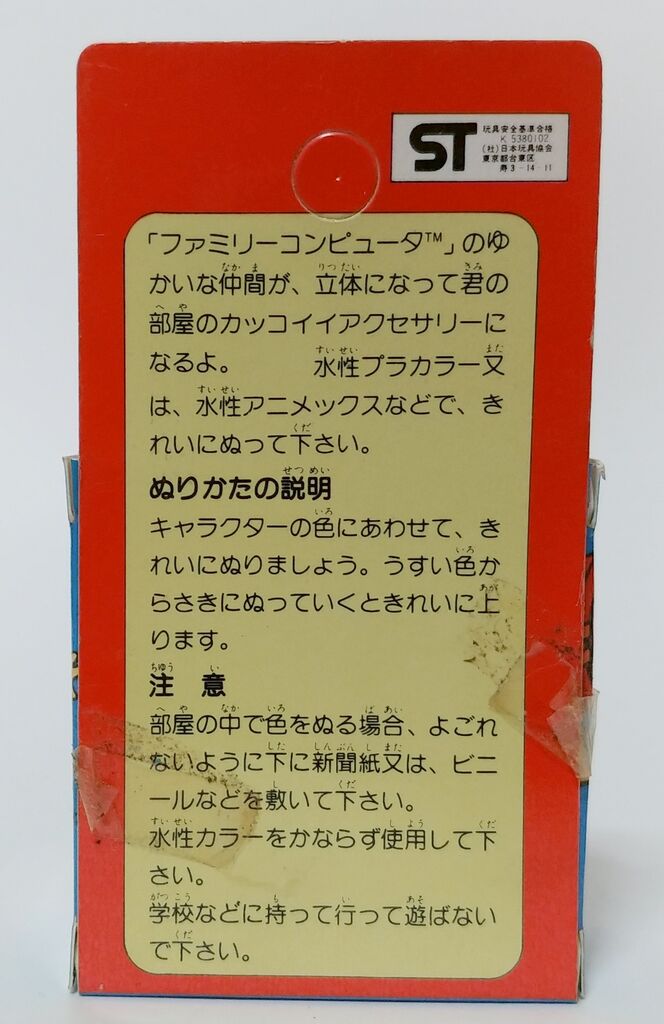 ST
玩具安全基準合格
K 5380102
(社)日本玩具協会
東京都台東区
寿3-14-11
「ファミリーコンピュータ™」のゆ
かいな仲間が、立体になって君の
部屋のカッコイイアクセサリーに
なるよ。 水性プラカラー又
は、水性アニメックスなどで、き
れいにぬって下さい。
ぬりかたの説明
キャラクターの色にあわせて、き
れいにぬりましょう。うすい色か
らさきにぬっていくときれいに上
ります。
注 意
部屋の中で色をぬる場合、よごれ
ないように下に新聞紙又は、ビニ
ールなどを敷いて下さい。
水性カラーをかならず使用して下
さい。
学校などに持って行って遊ばない
で下さい。